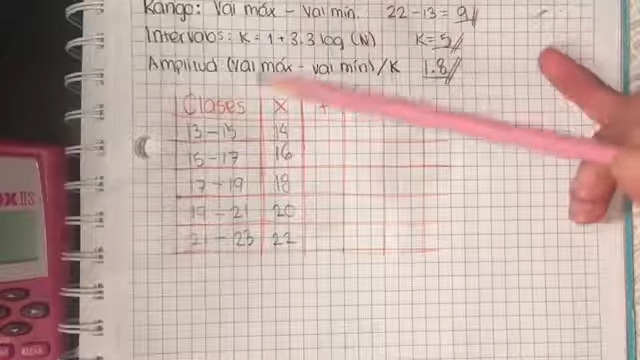 Rango: Val máx - Val mín. 22-13 = 9
Intervalos: K = 1 + 3.3 log (N) K = 5
Amplitud (Val máx - Val mín) / K 1.8
Clases X f
13-15 14
15-17 16
17-19 18
19-21 20
21-23 22
IIS